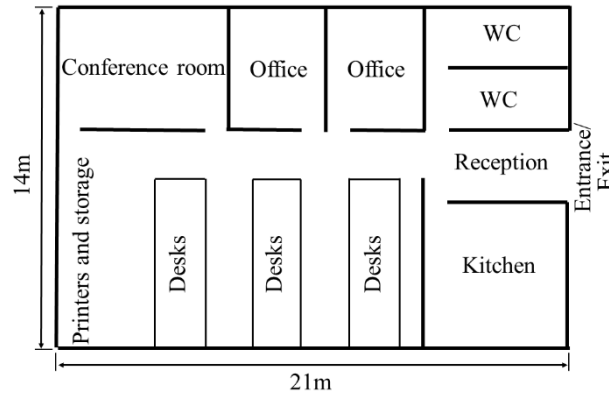 WC
Conference room
Office
Office
WC
Reception
Entrance/
Exit
14m
Printers and storage
Desks
Desks
Desks
Kitchen
21m